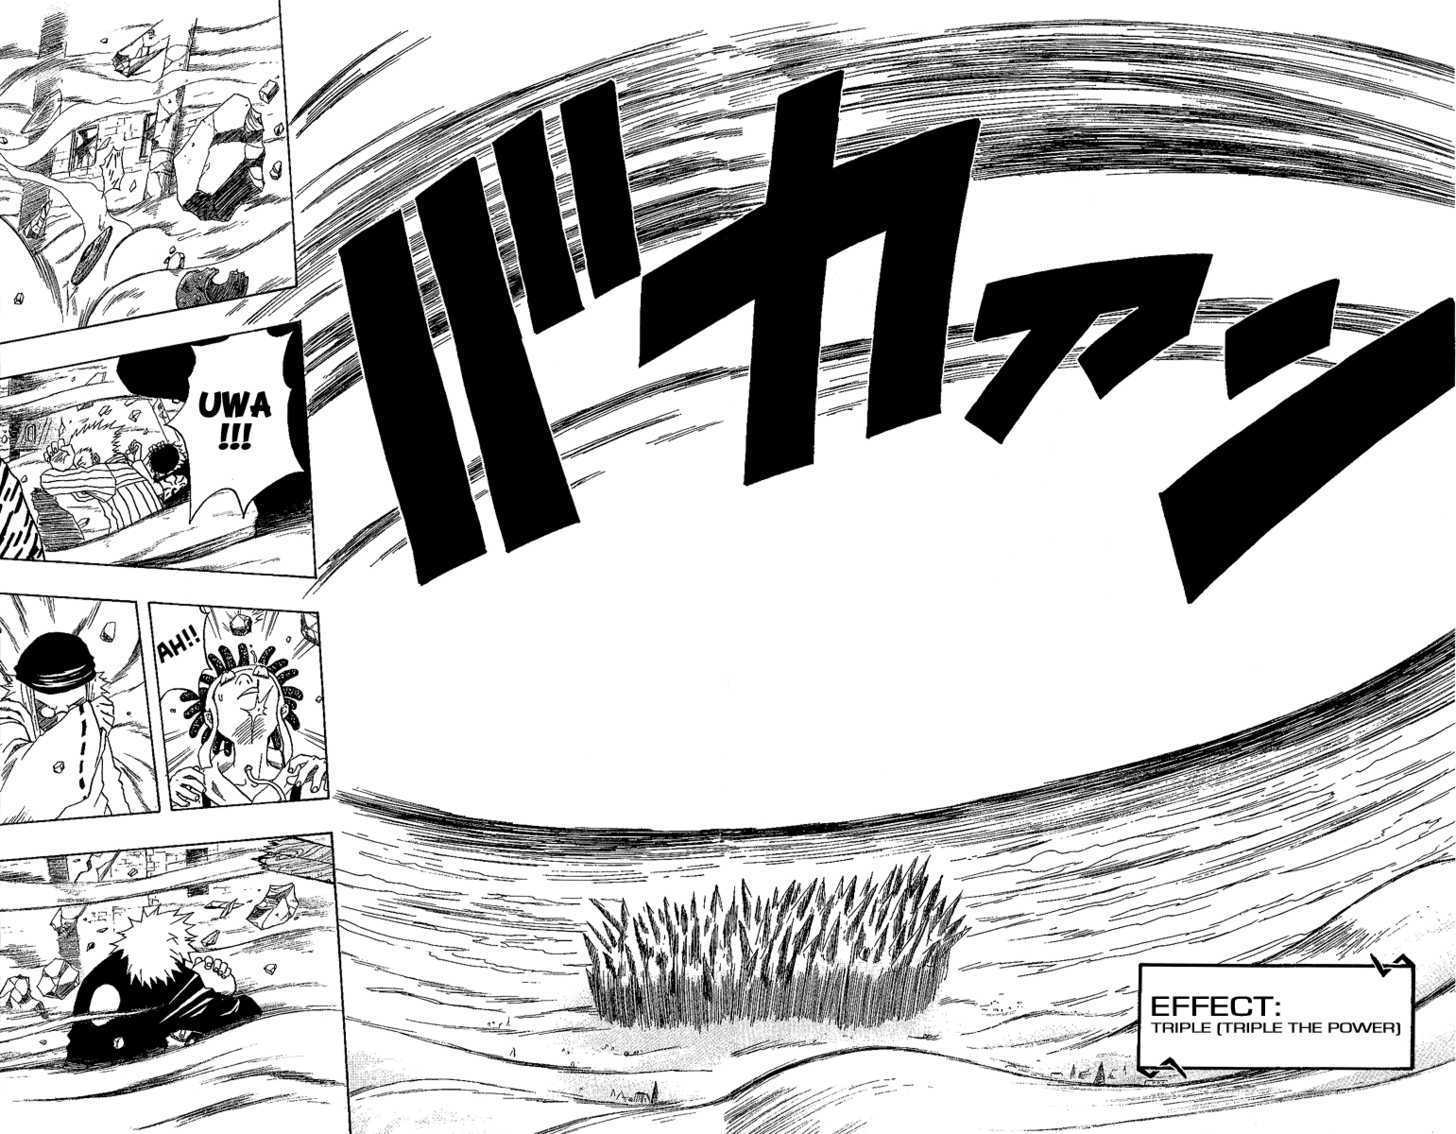 バカァン
UWA
!!!
AH!!
EFFECT:
TRIPLE (TRIPLE THE POWER)